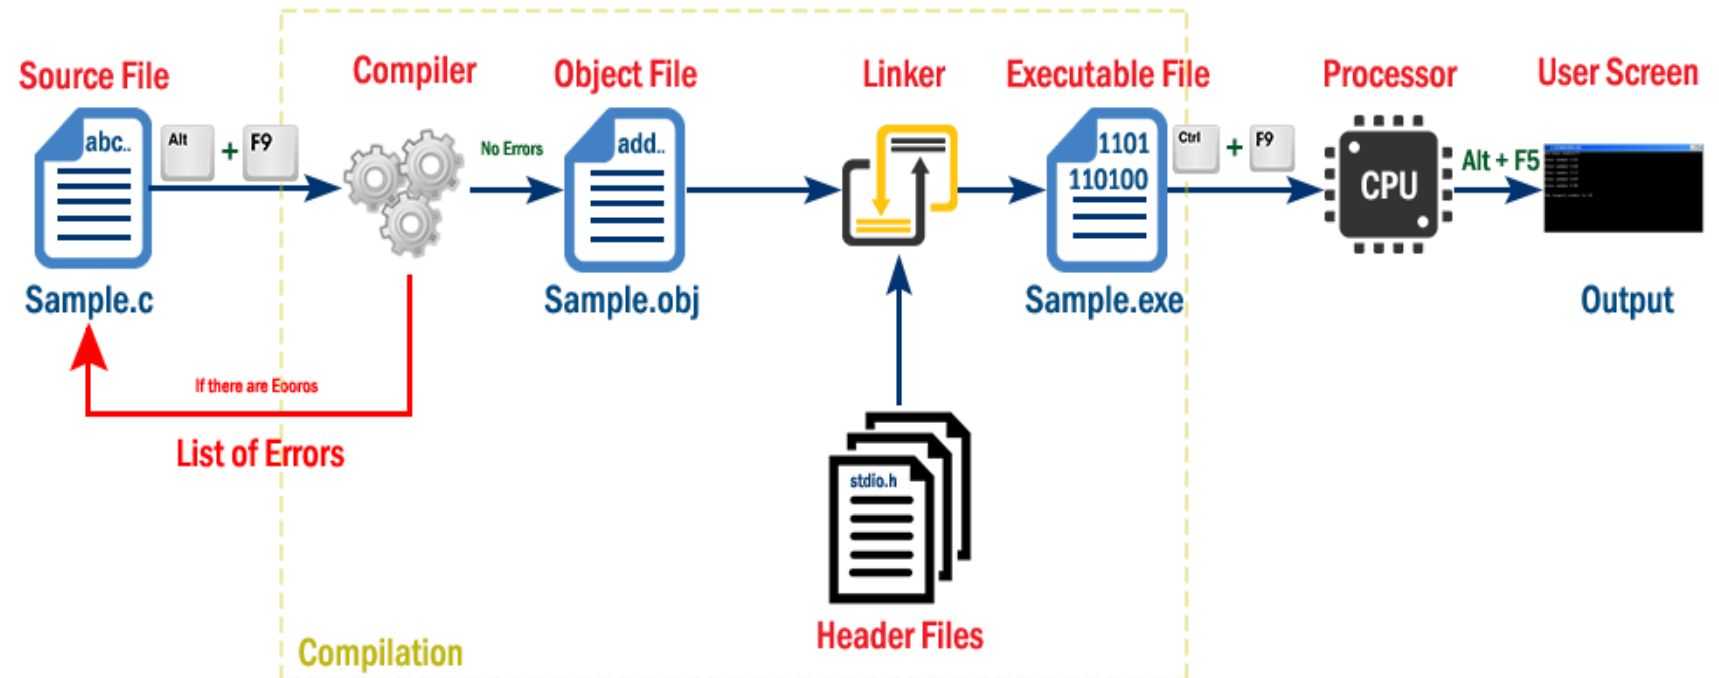 Source File
Compiler
Object File
Linker
Executable File
Processor
User Screen
abc..
Alt
+
F9
No Errors
add..
1101
110100
Ctrl
+
F9
CPU
Alt + F5
Sample.c
Sample.obj
Sample.exe
Output
If there are Eooros
List of Errors
stdio.h
Header Files
Compilation